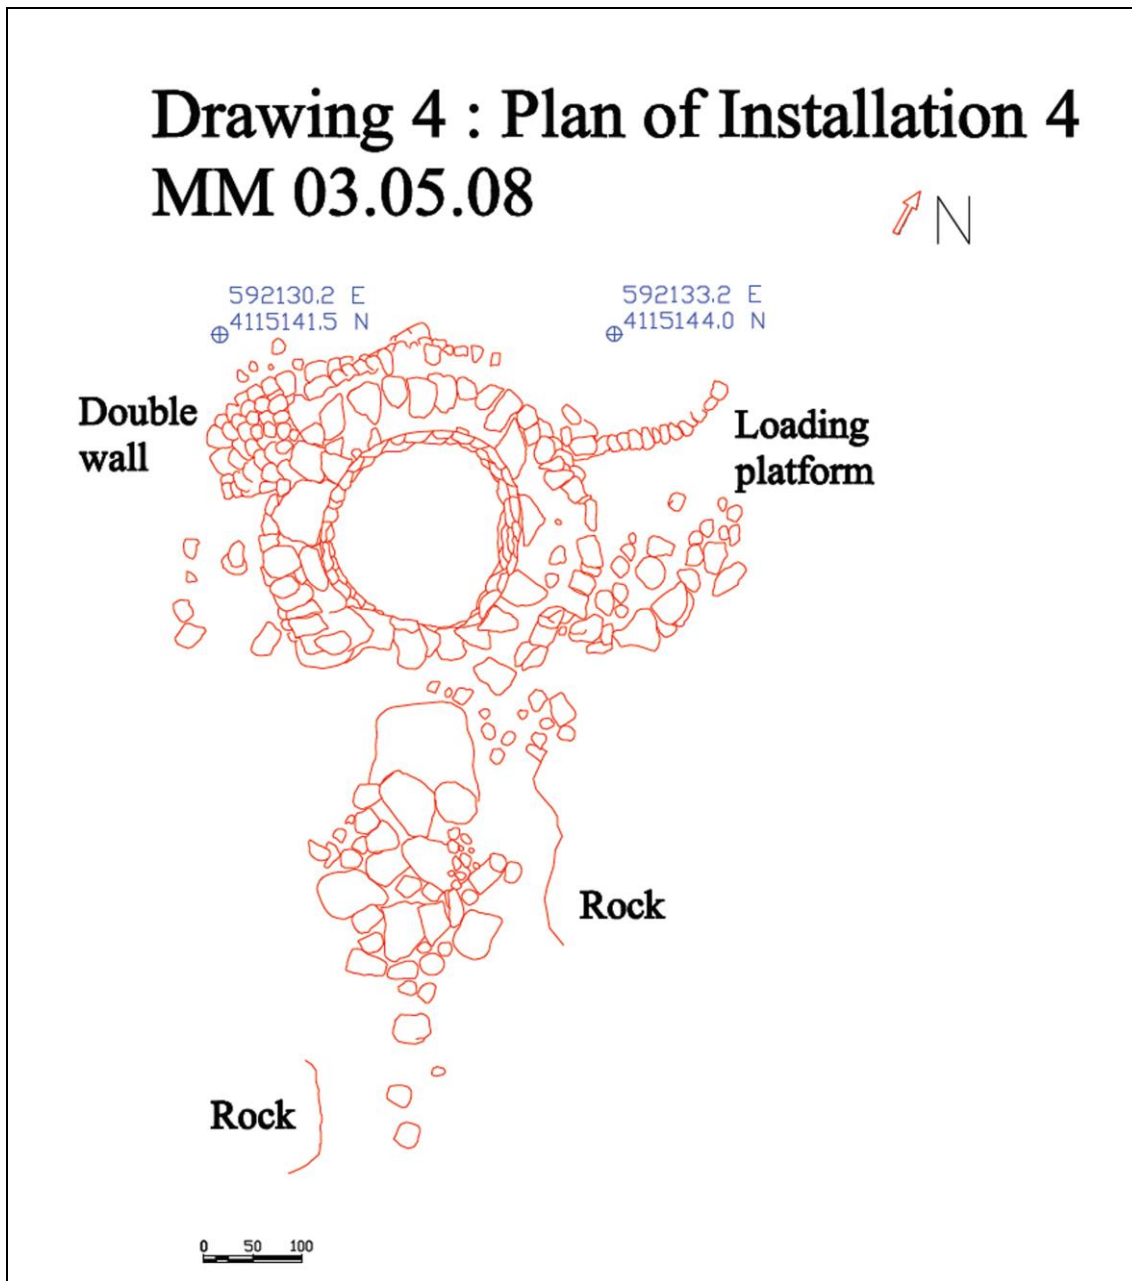 Drawing 4 : Plan of Installation 4
MM 03.05.08
N
592130.2 E
4115141.5 N
592133.2 E
4115144.0 N
Double
wall
Loading
platform
Rock
Rock
0 50 100